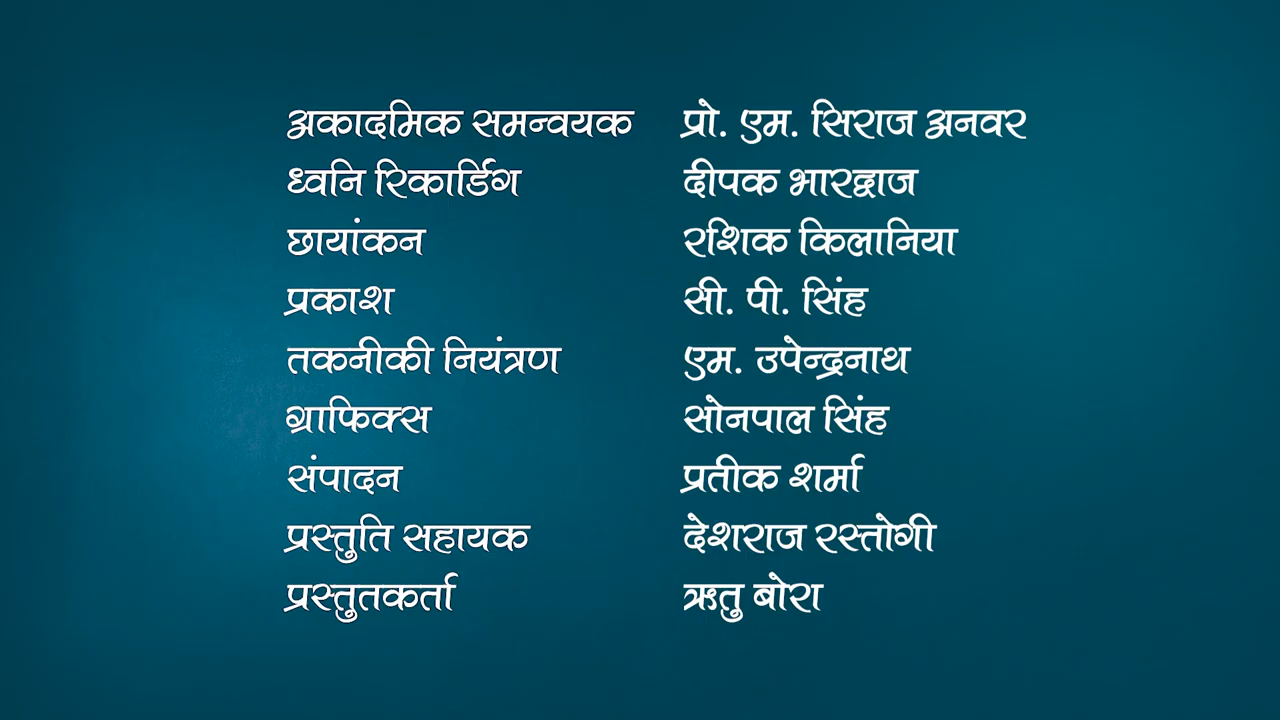 अकादमिक समन्वयक प्रो. एम. सिराज अनवर
ध्वनि रिकार्डिंग दीपक भारद्वाज
छायांकन रशिक किलानिया
प्रकाश सी. पी. सिंह
तकनीकी नियंत्रण एम. उपेन्द्रनाथ
ग्राफिक्स सोनपाल सिंह
संपादन प्रतीक शर्मा
प्रस्तुति सहायक देशराज रस्तोगी
प्रस्तुतकर्ता ऋतु बोरा